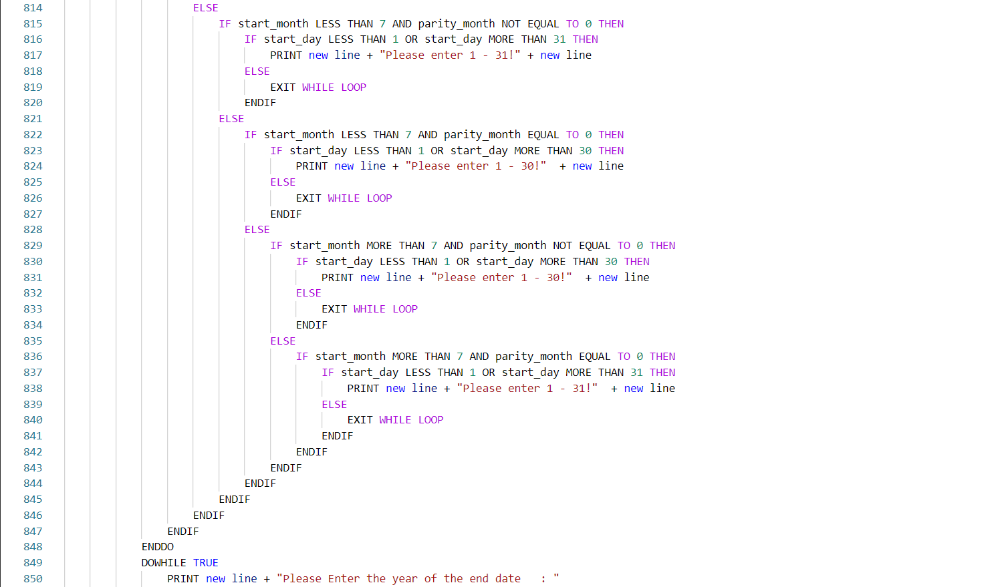 814 ELSE
815 IF start_month LESS THAN 7 AND parity_month NOT EQUAL TO 0 THEN
816 IF start_day LESS THAN 1 OR start_day MORE THAN 31 THEN
817 PRINT new line + "Please enter 1 - 31!" + new line
818 ELSE
819 EXIT WHILE LOOP
820 ENDIF
821 ELSE
822 IF start_month LESS THAN 7 AND parity_month EQUAL TO 0 THEN
823 IF start_day LESS THAN 1 OR start_day MORE THAN 30 THEN
824 PRINT new line + "Please enter 1 - 30!"  + new line
825 ELSE
826 EXIT WHILE LOOP
827 ENDIF
828 ELSE
829 IF start_month MORE THAN 7 AND parity_month NOT EQUAL TO 0 THEN
830 IF start_day LESS THAN 1 OR start_day MORE THAN 30 THEN
831 PRINT new line + "Please enter 1 - 30!"  + new line
832 ELSE
833 EXIT WHILE LOOP
834 ENDIF
835 ELSE
836 IF start_month MORE THAN 7 AND parity_month EQUAL TO 0 THEN
837 IF start_day LESS THAN 1 OR start_day MORE THAN 31 THEN
838 PRINT new line + "Please enter 1 - 31!"  + new line
839 ELSE
840 EXIT WHILE LOOP
841 ENDIF
842 ENDIF
843 ENDIF
844 ENDIF
845 ENDIF
846 ENDIF
847 ENDIF
848 ENDDO
849 DOWHILE TRUE
850 PRINT new line + "Please Enter the year of the end date   : "